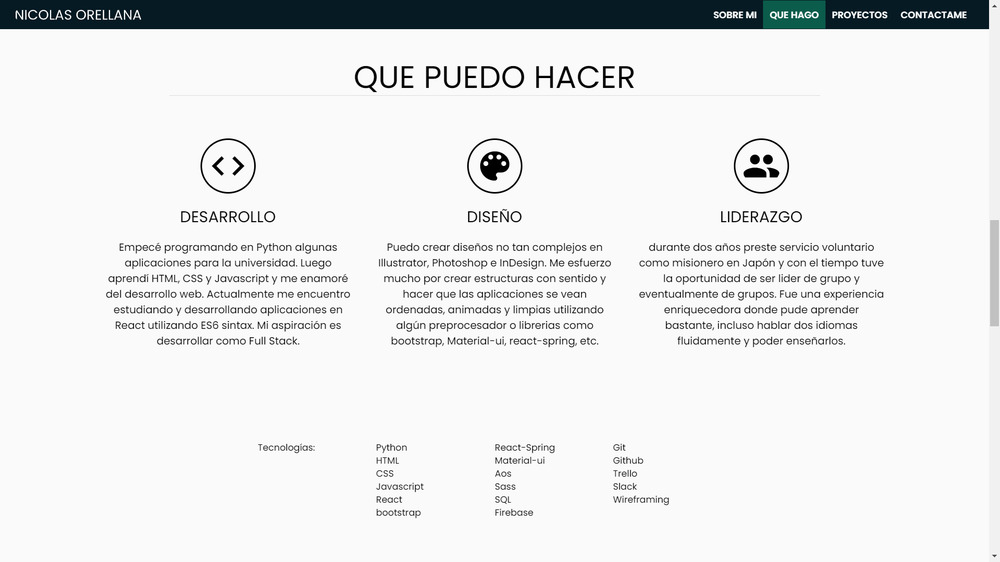 NICOLAS ORELLANA
SOBRE MI
QUE HAGO
PROYECTOS
CONTACTAME
QUE PUEDO HACER
DESARROLLO
Empecé programando en Python algunas
aplicaciones para la universidad. Luego
aprendí HTML, CSS y Javascript y me enamoré
del desarrollo web. Actualmente me encuentro
estudiando y desarrollando aplicaciones en
React utilizando ES6 sintax. Mi aspiración es
desarrollar como Full Stack.
DISEÑO
Puedo crear diseños no tan complejos en
Illustrator, Photoshop e InDesign. Me esfuerzo
mucho por crear estructuras con sentido y
hacer que las aplicaciones se vean
ordenadas, animadas y limpias utilizando
algún preprocesador o librerias como
bootstrap, Material-ui, react-spring, etc.
LIDERAZGO
durante dos años preste servicio voluntario
como misionero en Japón y con el tiempo tuve
la oportunidad de ser lider de grupo y
eventualmente de grupos. Fue una experiencia
enriquecedora donde pude aprender
bastante, incluso hablar dos idiomas
fluidamente y poder enseñarlos.
Tecnologías:
Python
HTML
CSS
Javascript
React
bootstrap
React-Spring
Material-ui
Aos
Sass
SQL
Firebase
Git
Github
Trello
Slack
Wireframing